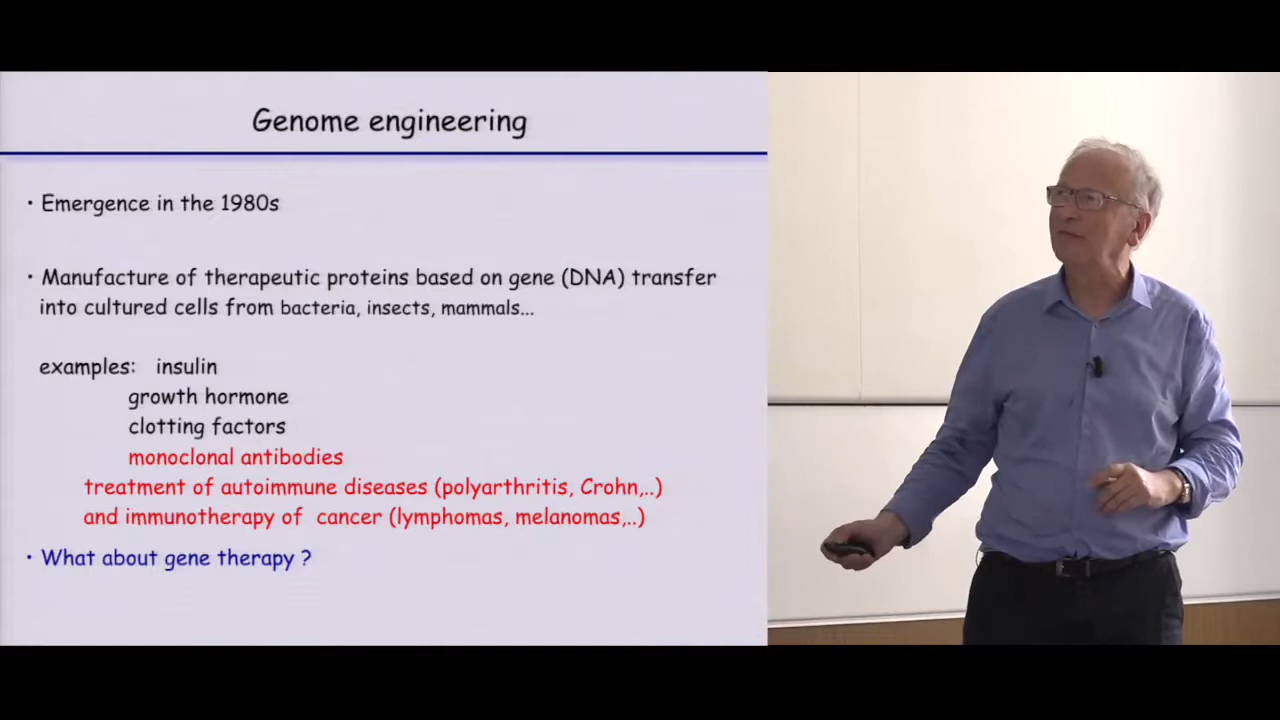 Genome engineering
• Emergence in the 1980s
• Manufacture of therapeutic proteins based on gene (DNA) transfer
into cultured cells from bacteria, insects, mammals...
examples: insulin
growth hormone
clotting factors
monoclonal antibodies
treatment of autoimmune diseases (polyarthritis, Crohn,..)
and immunotherapy of cancer (lymphomas, melanomas,..)
• What about gene therapy ?